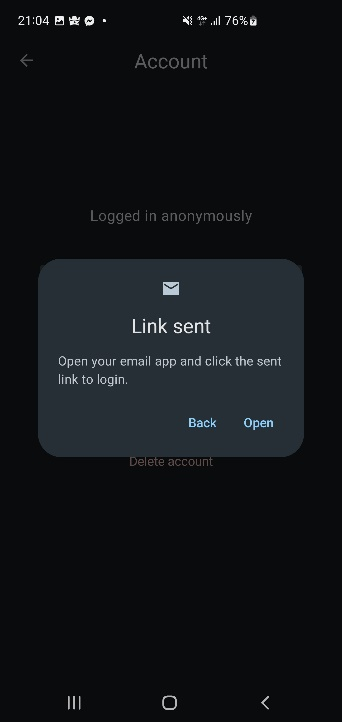 21:04 76%
Account
Logged in anonymously
Link sent
Open your email app and click the sent
link to login.
Back Open
Delete account